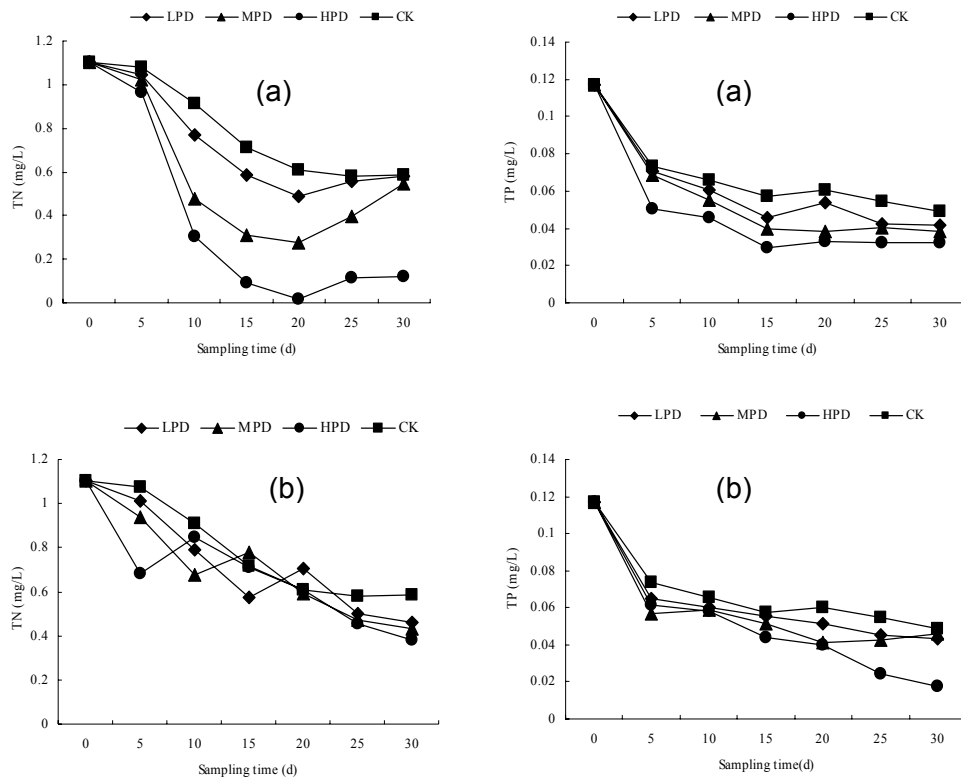 LPD MPD HPD CK
1.2
1
0.8
0.6
0.4
0.2
0
TN (mg/L)
(a)
0 5 10 15 20 25 30
Sampling time (d)
LPD MPD HPD CK
0.14
0.12
0.10
0.08
0.06
0.04
0.02
0
TP (mg/L)
(a)
0 5 10 15 20 25 30
Sampling time (d)
LPD MPD HPD CK
1.2
1
0.8
0.6
0.4
0.2
0
TN (mg/L)
(b)
0 5 10 15 20 25 30
Sampling time (d)
LPD MPD HPD CK
0.14
0.12
0.10
0.08
0.06
0.04
0.02
0
TP (mg/L)
(b)
0 5 10 15 20 25 30
Sampling time(d)